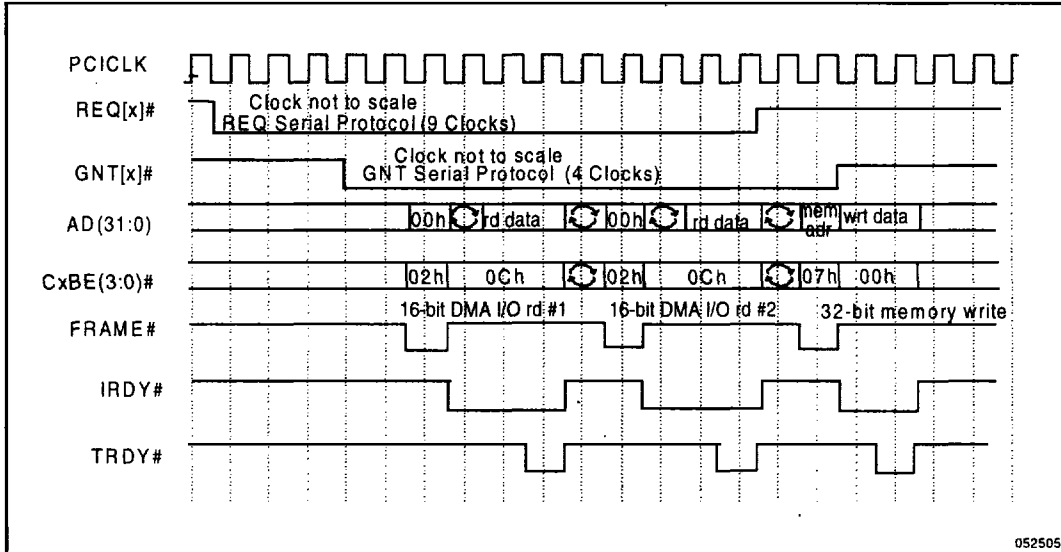 PCICLK
REQ[x]#
Clock not to scale
REQ Serial Protocol (9 Clocks)
GNT[x]#
Clock not to scale
GNT Serial Protocol (4 Clocks)
AD(31:0)
00h rd data 00h rd data mem adr wrt data
CxBE(3:0)#
02h 0Ch 02h 0Ch 07h 00h
16-bit DMA I/O rd #1 16-bit DMA I/O rd #2 32-bit memory write
FRAME#
IRDY#
TRDY#
052505